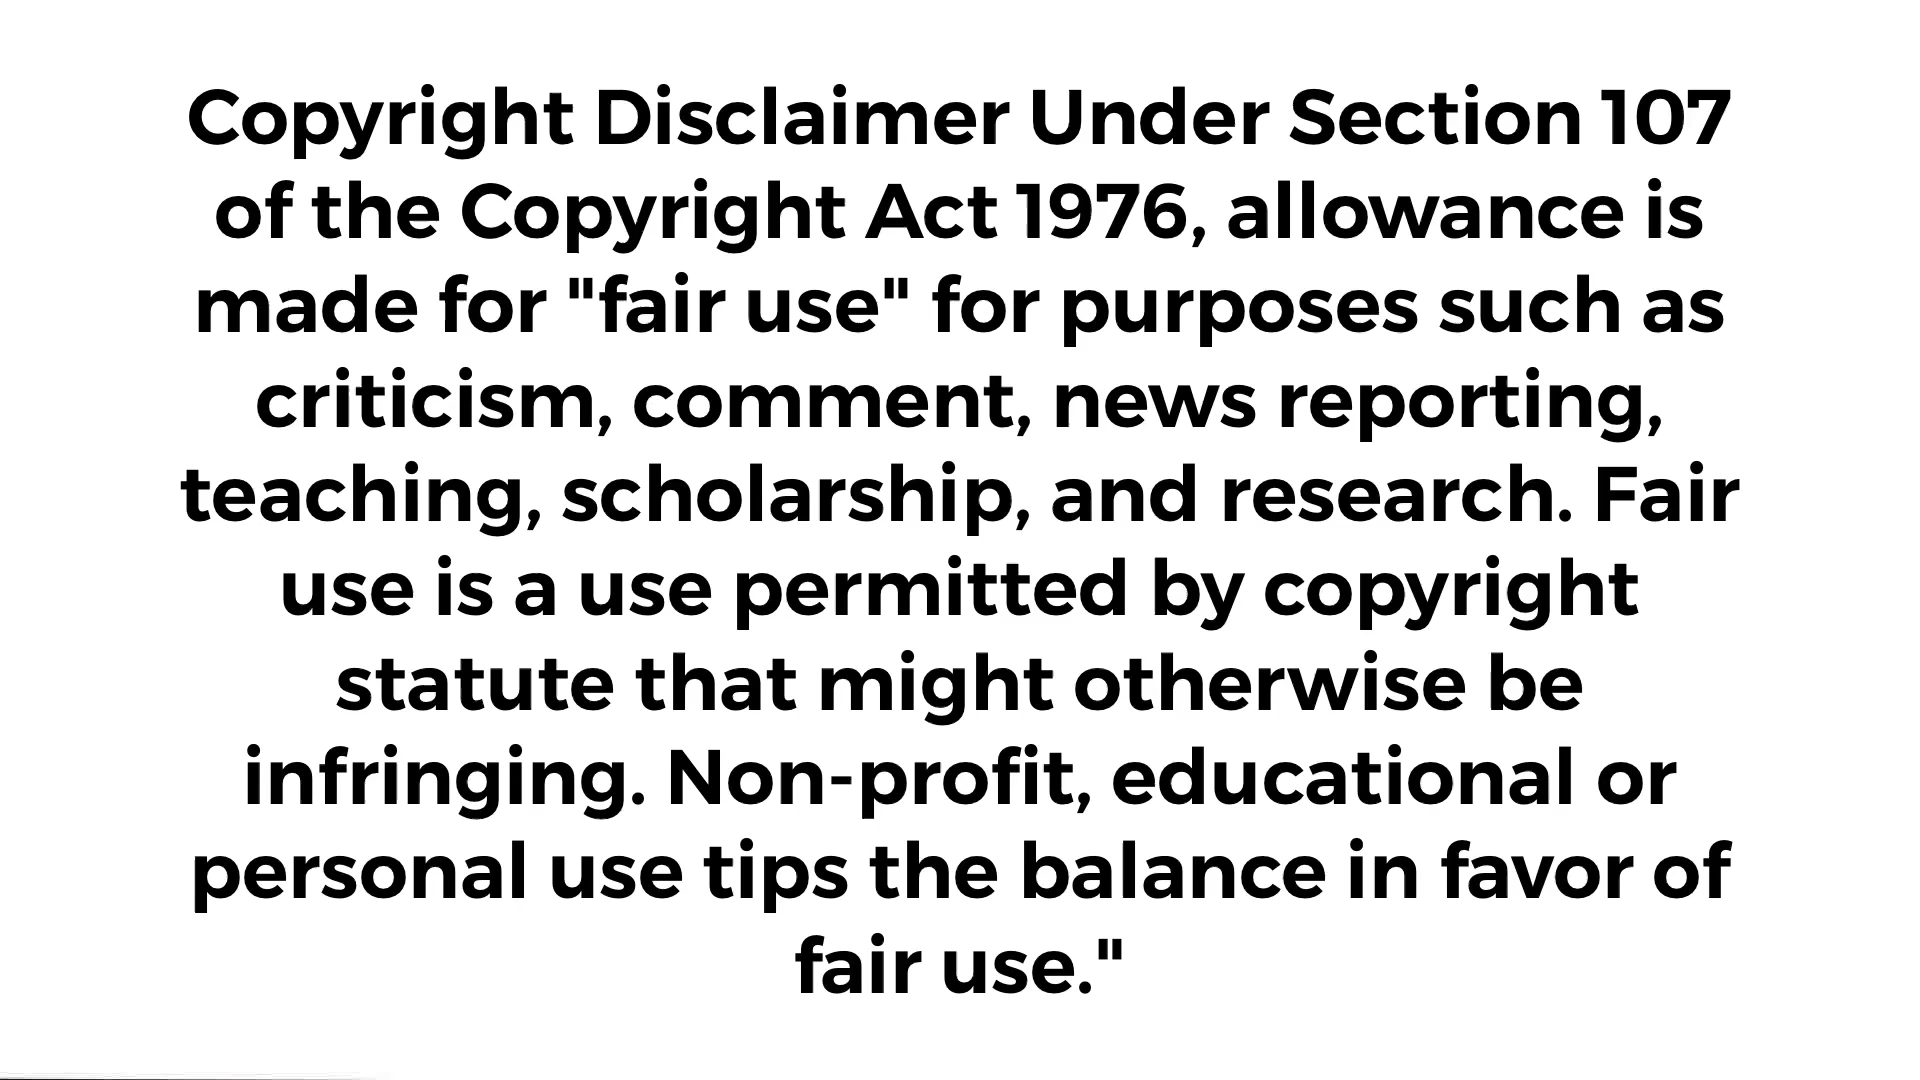 Copyright Disclaimer Under Section 107
of the Copyright Act 1976, allowance is
made for "fair use" for purposes such as
criticism, comment, news reporting,
teaching, scholarship, and research. Fair
use is a use permitted by copyright
statute that might otherwise be
infringing. Non-profit, educational or
personal use tips the balance in favor of
fair use."